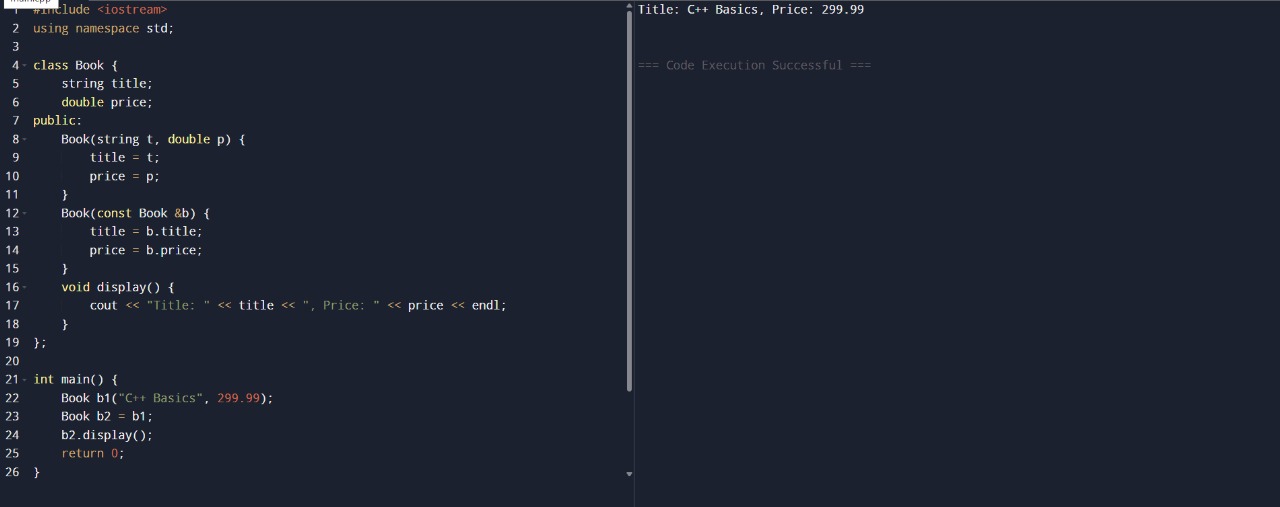 1 #include <iostream>
2 using namespace std;
3
4 class Book {
5 string title;
6 double price;
7 public:
8 Book(string t, double p) {
9 title = t;
10 price = p;
11 }
12 Book(const Book &b) {
13 title = b.title;
14 price = b.price;
15 }
16 void display() {
17 cout << "Title: " << title << ", Price: " << price << endl;
18 }
19 };
20
21 int main() {
22 Book b1("C++ Basics", 299.99);
23 Book b2 = b1;
24 b2.display();
25 return 0;
26 }
Title: C++ Basics, Price: 299.99
=== Code Execution Successful ===